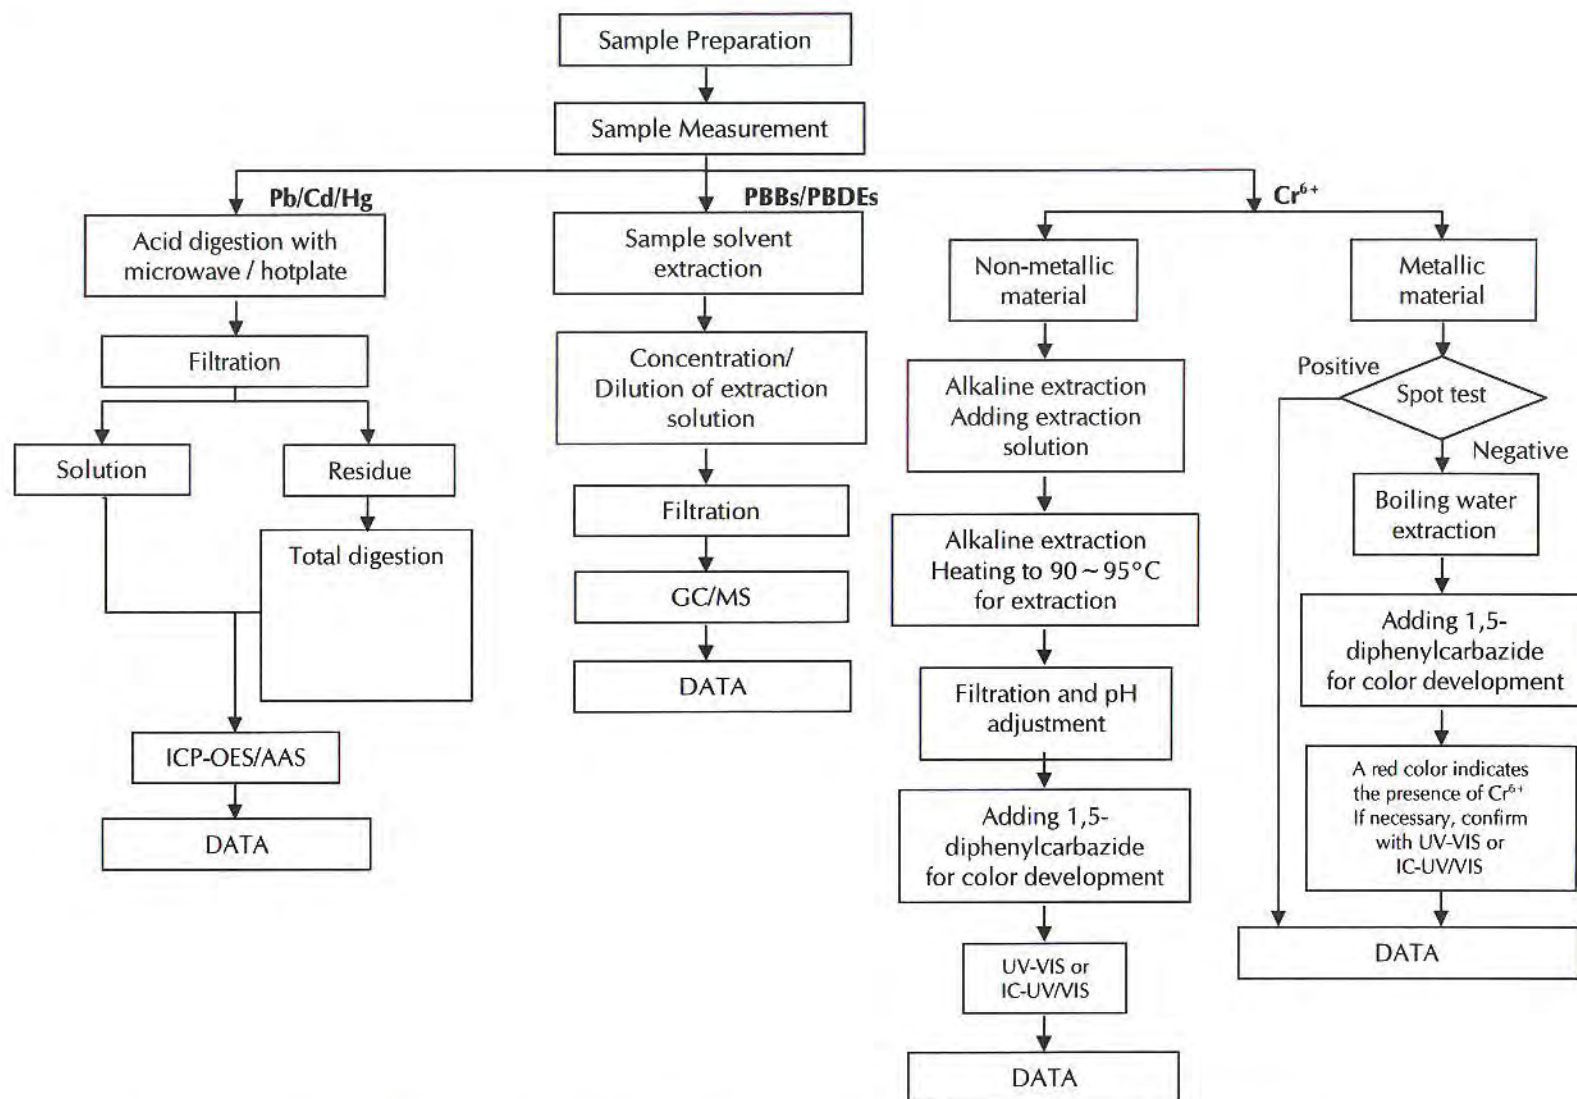 Sample Preparation
Sample Measurement
Pb/Cd/Hg
Acid digestion with
microwave / hotplate
Filtration
Solution
Residue
Total digestion
ICP-OES/AAS
DATA
PBBs/PBDEs
Sample solvent
extraction
Concentration/
Dilution of extraction
solution
Filtration
GC/MS
DATA
Cr⁶⁺
Non-metallic
material
Alkaline extraction
Adding extraction
solution
Alkaline extraction
Heating to 90 ~ 95°C
for extraction
Filtration and pH
adjustment
Adding 1,5-
diphenylcarbazide
for color development
UV-VIS or
IC-UV/VIS
DATA
Metallic
material
Positive
Spot test
Negative
Boiling water
extraction
Adding 1,5-
diphenylcarbazide
for color development
A red color indicates
the presence of Cr⁶⁺
If necessary, confirm
with UV-VIS or
IC-UV/VIS
DATA